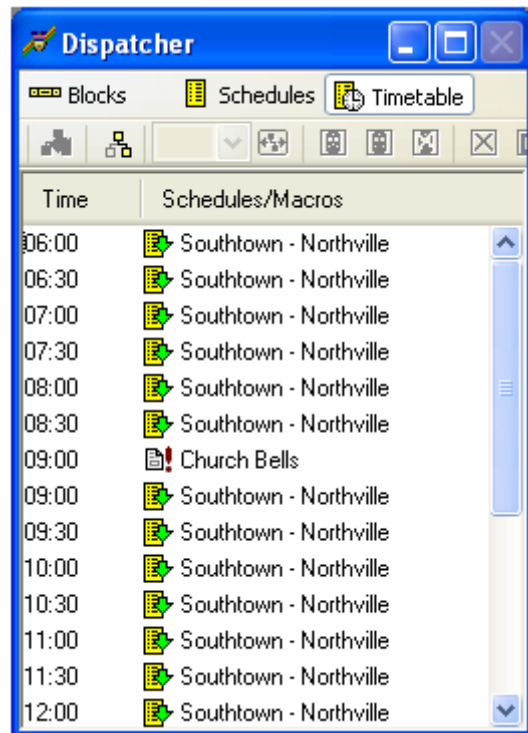 Dispatcher
Blocks Schedules Timetable
Time Schedules/Macros
06:00 Southtown - Northville
06:30 Southtown - Northville
07:00 Southtown - Northville
07:30 Southtown - Northville
08:00 Southtown - Northville
08:30 Southtown - Northville
09:00 Church Bells
09:00 Southtown - Northville
09:30 Southtown - Northville
10:00 Southtown - Northville
10:30 Southtown - Northville
11:00 Southtown - Northville
11:30 Southtown - Northville
12:00 Southtown - Northville